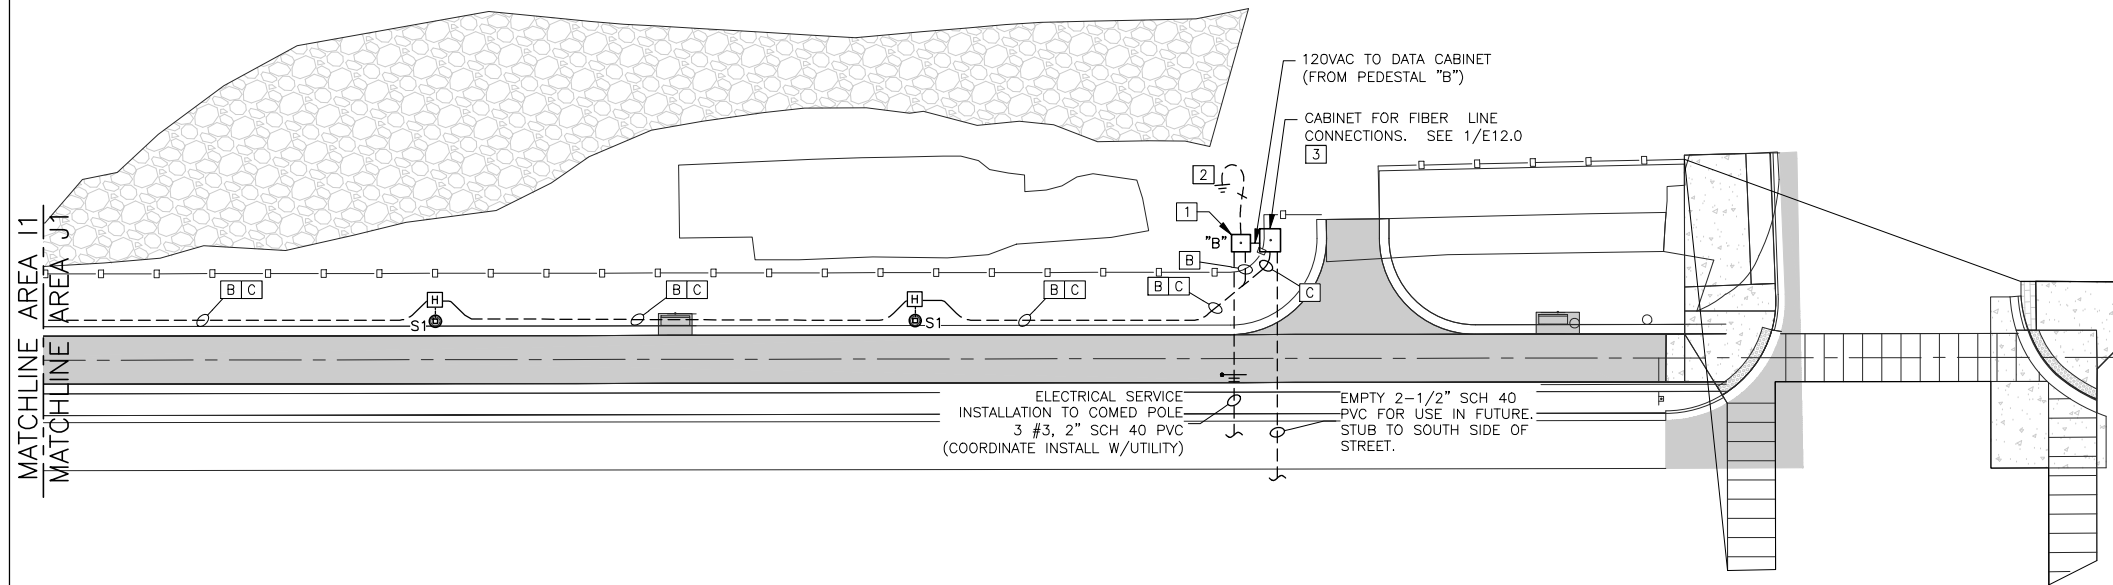 MATCHLINE AREA I1
MATCHLINE AREA J1
120VAC TO DATA CABINET
(FROM PEDESTAL "B")
CABINET FOR FIBER LINE
CONNECTIONS. SEE 1/E12.0
3
2
1
"B"
B
C
B C
B C
B C
B C
H
S1
H
S1
ELECTRICAL SERVICE
INSTALLATION TO COMED POLE
3 #3, 2" SCH 40 PVC
(COORDINATE INSTALL W/UTILITY)
EMPTY 2-1/2" SCH 40
PVC FOR USE IN FUTURE.
STUB TO SOUTH SIDE OF
STREET.